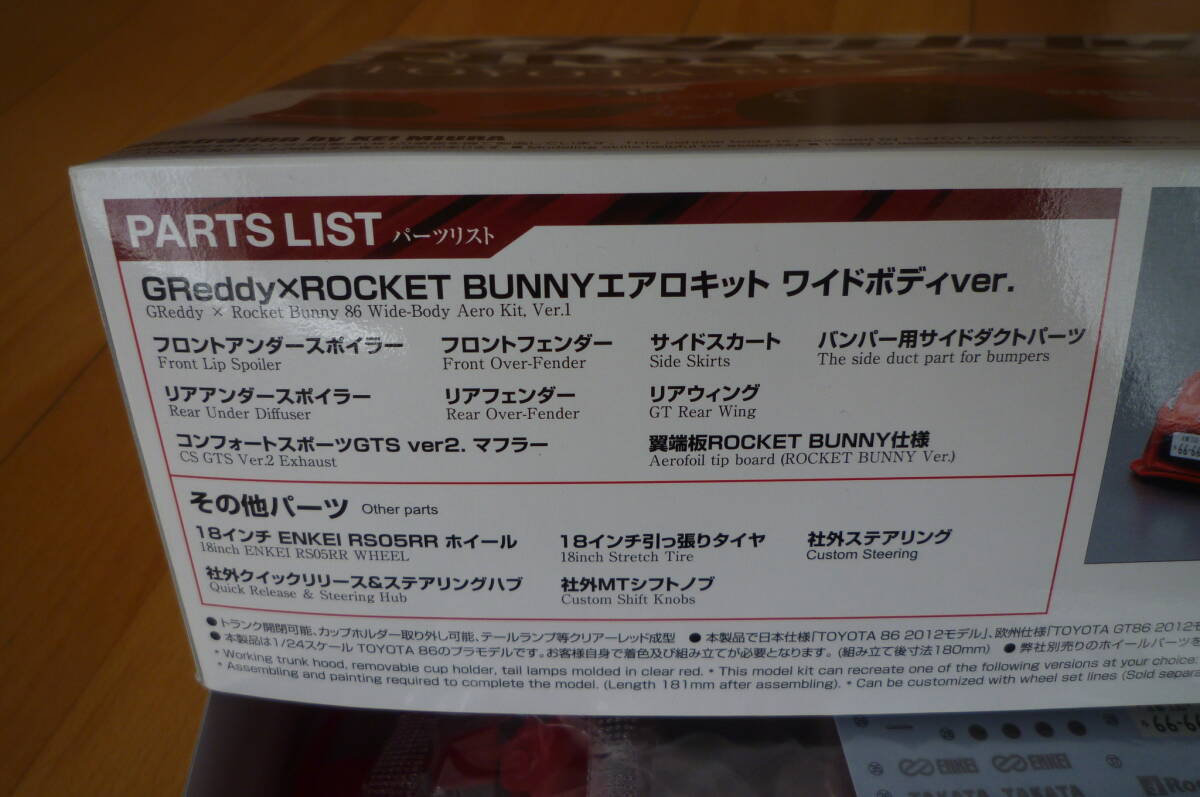 TOYOTA 86
by KEI MIURA
PARTS LIST パーツリスト
GReddy×ROCKET BUNNYエアロキット ワイドボディver.
GReddy × Rocket Bunny 86 Wide-Body Aero Kit, Ver.1
フロントアンダースポイラー フロントフェンダー サイドスカート バンパー用サイドダクトパーツ
Front Lip Spoiler Front Over-Fender Side Skirts The side duct part for bumpers
リアアンダースポイラー リアフェンダー リアウィング
Rear Under Diffuser Rear Over-Fender GT Rear Wing
コンフォートスポーツGTS ver2. マフラー 翼端板ROCKET BUNNY仕様
CS GTS Ver.2 Exhaust Aerofoil tip board (ROCKET BUNNY Ver.)
その他パーツ Other parts
18インチ ENKEI RS05RR ホイール 18インチ引っ張りタイヤ 社外ステアリング
18inch ENKEI RS05RR WHEEL 18inch Stretch Tire Custom Steering
社外クイックリリース&ステアリングハブ 社外MTシフトノブ
Quick Release & Steering Hub Custom Shift Knobs
●トランク開閉可能、カップホルダー取り外し可能、テールランプ等クリアーレッド成型 ●本製品で日本仕様「TOYOTA 86 2012モデル」、欧州仕様「TOYOTA GT86 2012モ
●本製品は1/24スケール TOYOTA 86のプラモデルです。お客様自身で着色及び組み立てが必要となります。(組み立て後寸法180mm) ●弊社別売りのホイールパーツを
* Working trunk hood, removable cup holder, tail lamps molded in clear red. * This model kit can recreate one of the following versions at your choice:
* Assembling and painting required to complete the model. (Length 181mm after assembling). * Can be customized with wheel set lines (Sold separa
ENKEI ENKEI
TAKATA TAKATA